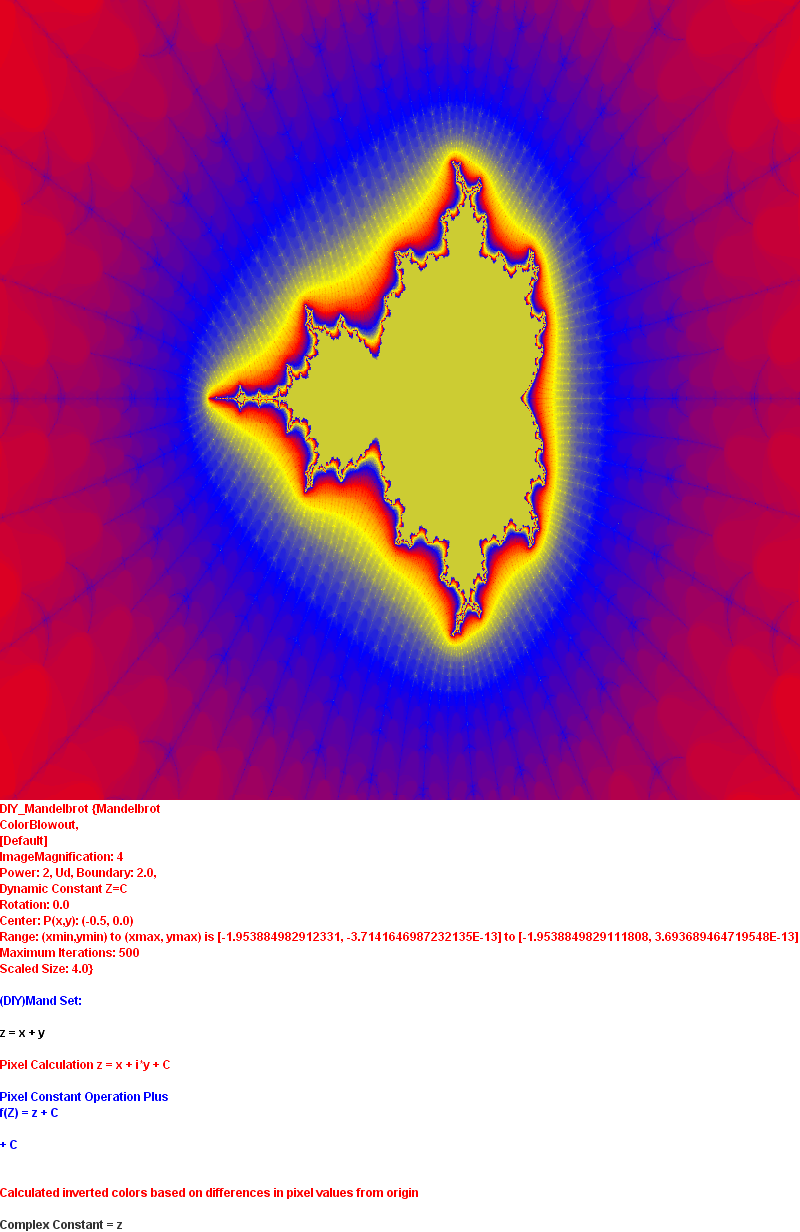 DIY_Mandelbrot {Mandelbrot
ColorBlowout,
[Default]
ImageMagnification: 4
Power: 2, Ud, Boundary: 2.0,
Dynamic Constant Z=C
Rotation: 0.0
Center: P(x,y): (-0.5, 0.0)
Range: (xmin,ymin) to (xmax, ymax) is [-1.953884982912331, -3.7141646987232135E-13] to [-1.9538849829111808, 3.693689464719548E-13]
Maximum Iterations: 500
Scaled Size: 4.0}
(DIY)Mand Set:
z = x + y
Pixel Calculation z = x + i*y + C
Pixel Constant Operation Plus
f(Z) = z + C
+ C
Calculated inverted colors based on differences in pixel values from origin
Complex Constant = z